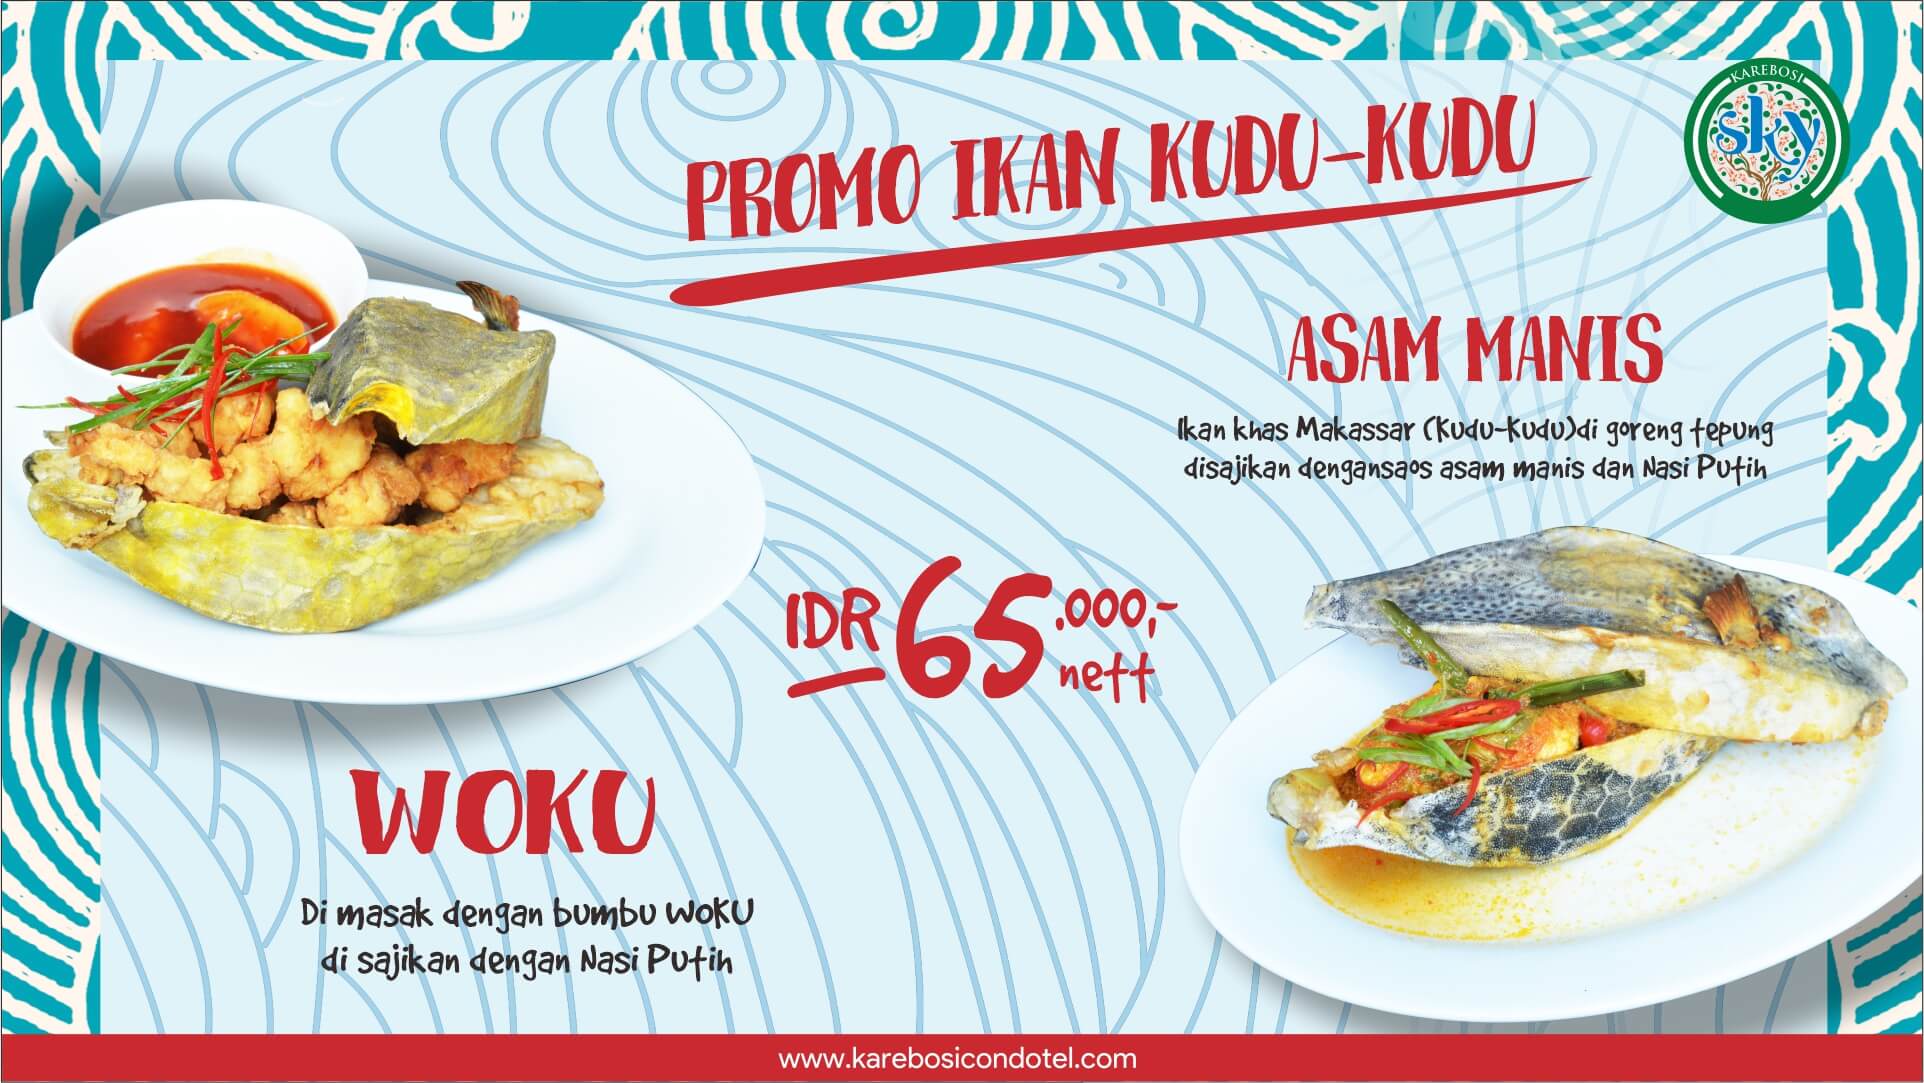 KAREBOSI
sky
PROMO IKAN KUDU-KUDU
ASAM MANIS
Ikan khas Makassar (Kudu-Kudu)di goreng tepung
disajikan dengansaos asam manis dan Nasi Putih
IDR 65.000,-
nett
WOKU
Di masak dengan bumbu WOKU
di sajikan dengan Nasi Putih
www.karebosicondotel.com